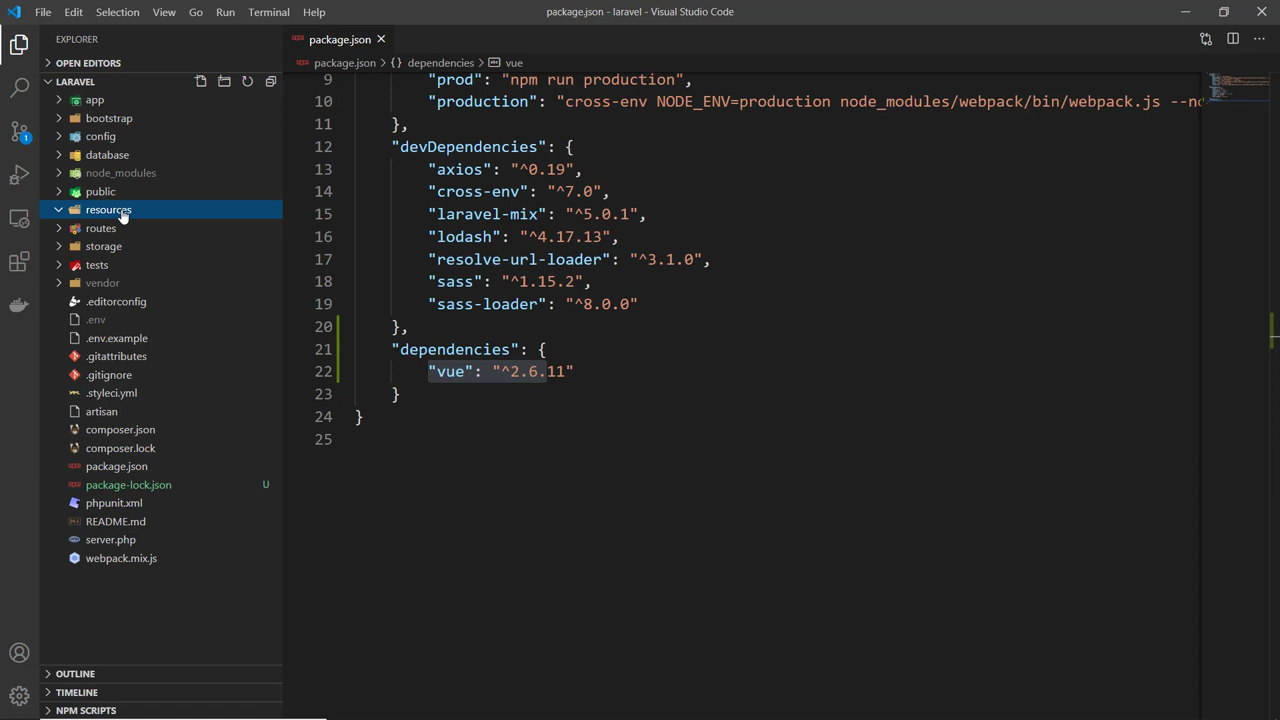 File Edit Selection View Go Run Terminal Help package.json - laravel - Visual Studio Code
EXPLORER
OPEN EDITORS
LARAVEL
app
bootstrap
config
database
node_modules
public
resources
routes
storage
tests
vendor
.editorconfig
.env
.env.example
.gitattributes
.gitignore
.styleci.yml
artisan
composer.json
composer.lock
package.json
package-lock.json U
phpunit.xml
README.md
server.php
webpack.mix.js
OUTLINE
TIMELINE
NPM SCRIPTS
1
package.json
package.json > {} dependencies > vue
9 "prod": "npm run production",
10 "production": "cross-env NODE_ENV=production node_modules/webpack/bin/webpack.js --no
11 },
12 "devDependencies": {
13 "axios": "^0.19",
14 "cross-env": "^7.0",
15 "laravel-mix": "^5.0.1",
16 "lodash": "^4.17.13",
17 "resolve-url-loader": "^3.1.0",
18 "sass": "^1.15.2",
19 "sass-loader": "^8.0.0"
20 },
21 "dependencies": {
22 "vue": "^2.6.11"
23 }
24 }
25